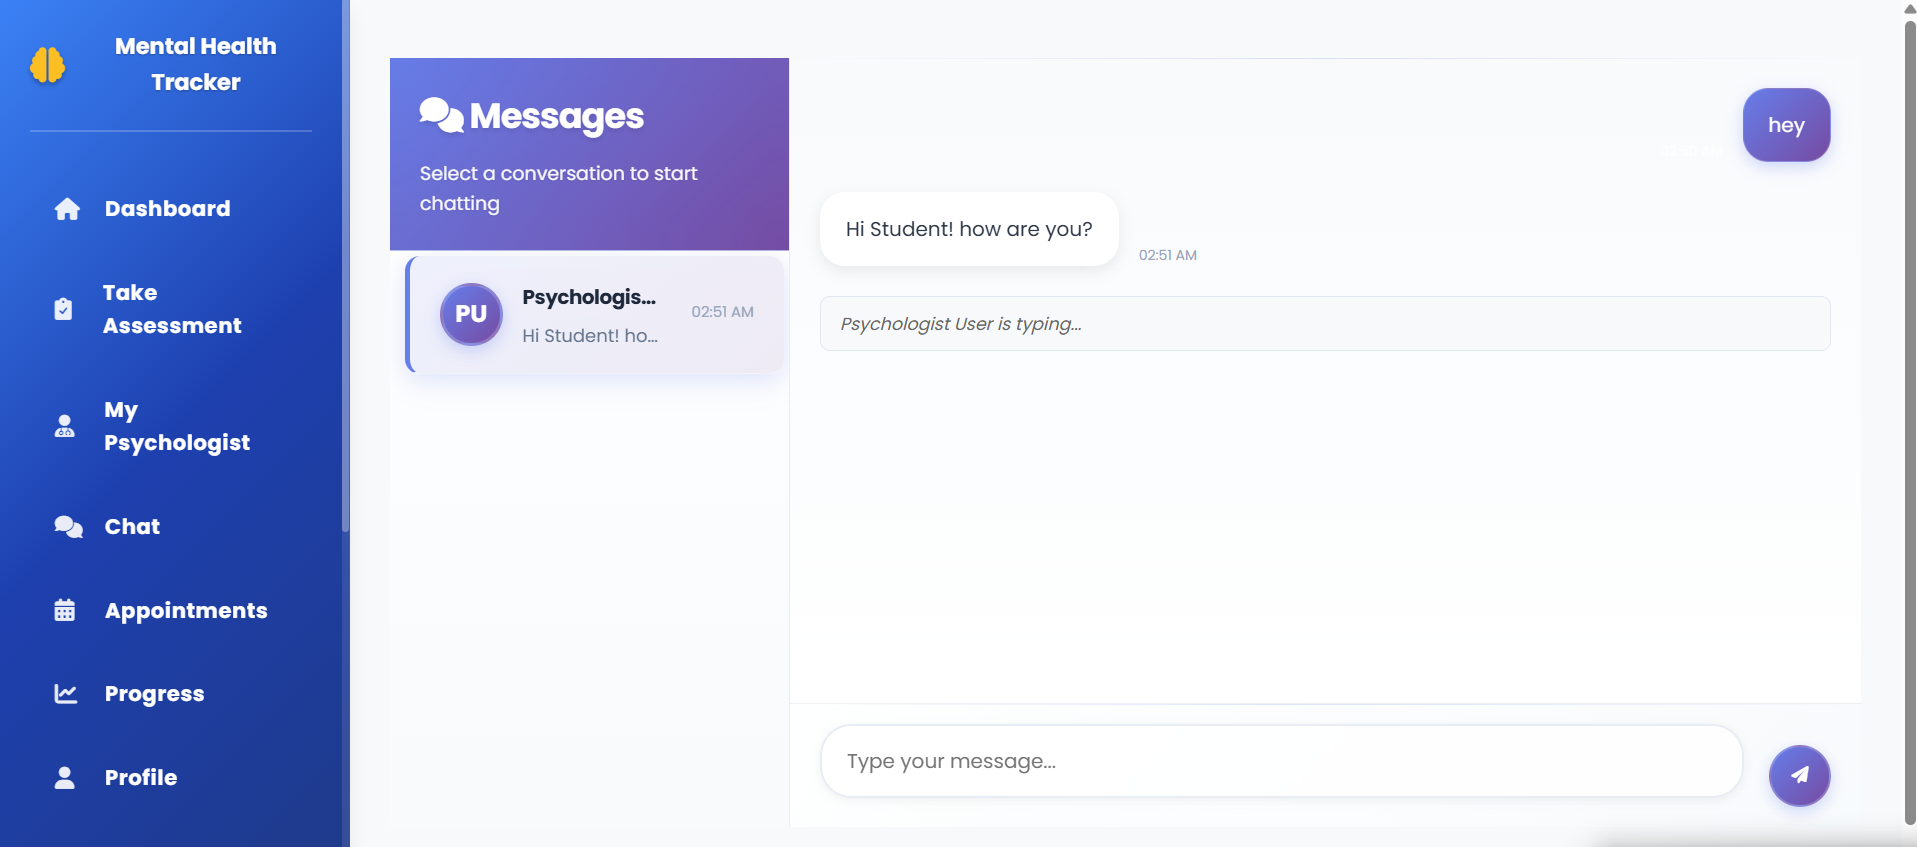 Mental Health
Tracker
Dashboard
Take
Assessment
My
Psychologist
Chat
Appointments
Progress
Profile
Messages
Select a conversation to start
chatting
PU
Psychologis...
02:51 AM
Hi Student! ho...
hey
Hi Student! how are you?
02:51 AM
Psychologist User is typing...
Type your message...